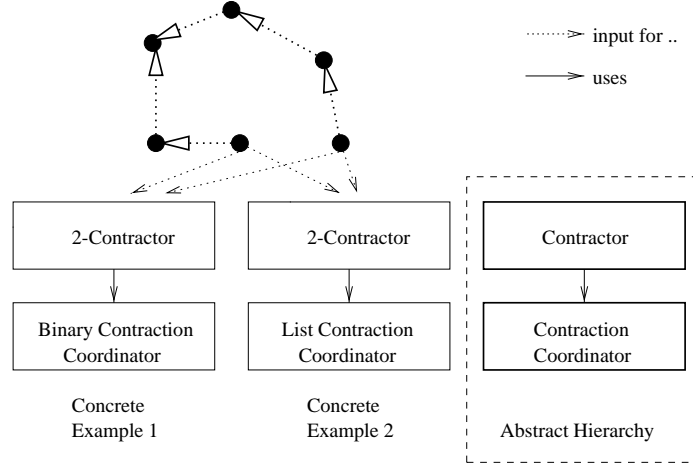 input for ..
uses
2-Contractor
2-Contractor
Contractor
Binary Contraction
Coordinator
List Contraction
Coordinator
Contraction
Coordinator
Concrete
Example 1
Concrete
Example 2
Abstract Hierarchy